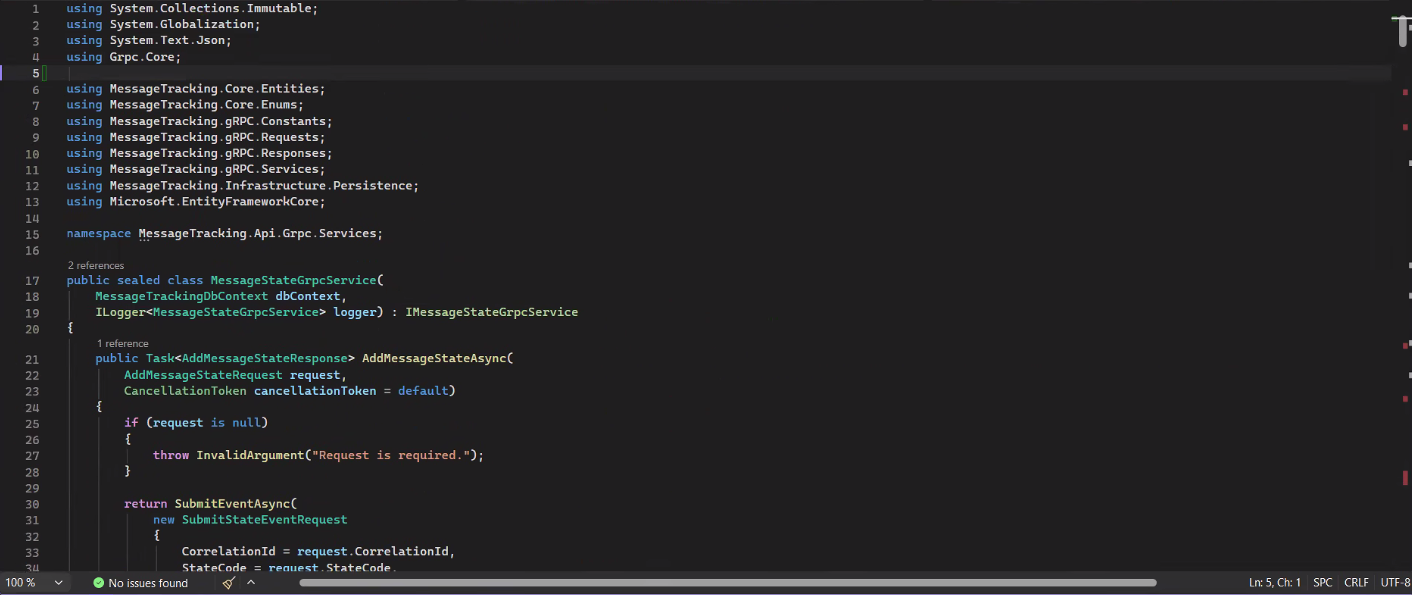 1 using System.Collections.Immutable;
2 using System.Globalization;
3 using System.Text.Json;
4 using Grpc.Core;
5
6 using MessageTracking.Core.Entities;
7 using MessageTracking.Core.Enums;
8 using MessageTracking.gRPC.Constants;
9 using MessageTracking.gRPC.Requests;
10 using MessageTracking.gRPC.Responses;
11 using MessageTracking.gRPC.Services;
12 using MessageTracking.Infrastructure.Persistence;
13 using Microsoft.EntityFrameworkCore;
14
15 namespace MessageTracking.Api.Grpc.Services;
16
2 references
17 public sealed class MessageStateGrpcService(
18 MessageTrackingDbContext dbContext,
19 ILogger<MessageStateGrpcService> logger) : IMessageStateGrpcService
20 {
1 reference
21 public Task<AddMessageStateResponse> AddMessageStateAsync(
22 AddMessageStateRequest request,
23 CancellationToken cancellationToken = default)
24 {
25 if (request is null)
26 {
27 throw InvalidArgument("Request is required.");
28 }
29
30 return SubmitEventAsync(
31 new SubmitStateEventRequest
32 {
33 CorrelationId = request.CorrelationId,
34 StateCode = request.StateCode,
100 % No issues found Ln: 5, Ch: 1 SPC CRLF UTF-8